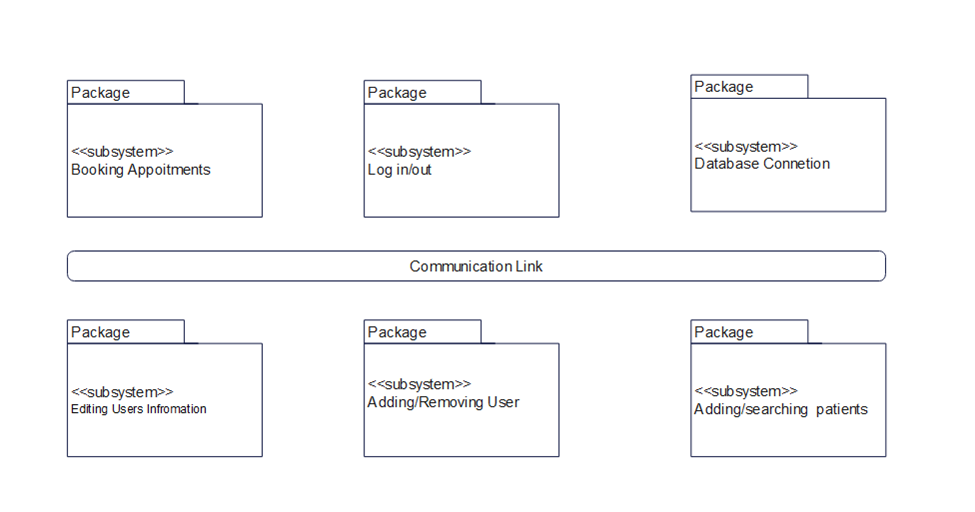 Package
<<subsystem>>
Booking Appoitments
Package
<<subsystem>>
Log in/out
Package
<<subsystem>>
Database Connetion
Communication Link
Package
<<subsystem>>
Editing Users Infromation
Package
<<subsystem>>
Adding/Removing User
Package
<<subsystem>>
Adding/searching patients